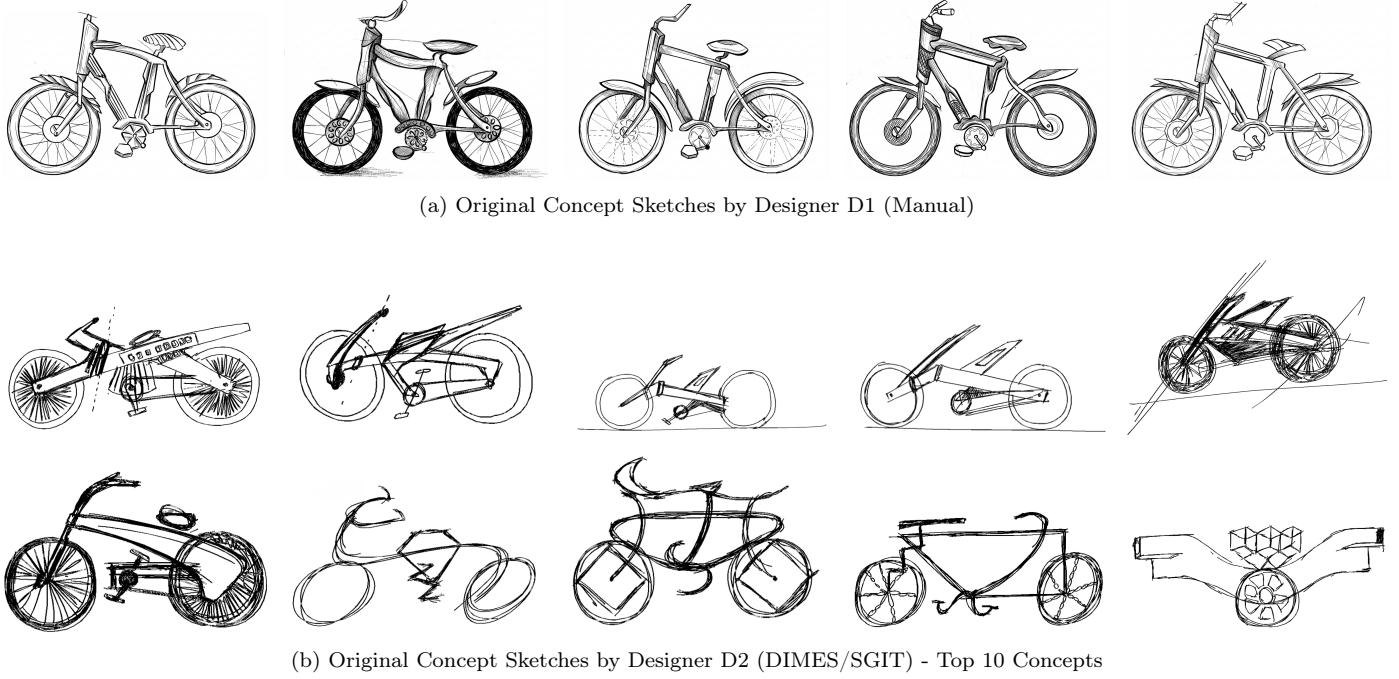 (a) Original Concept Sketches by Designer D1 (Manual)
(b) Original Concept Sketches by Designer D2 (DIMES/SGIT) - Top 10 Concepts